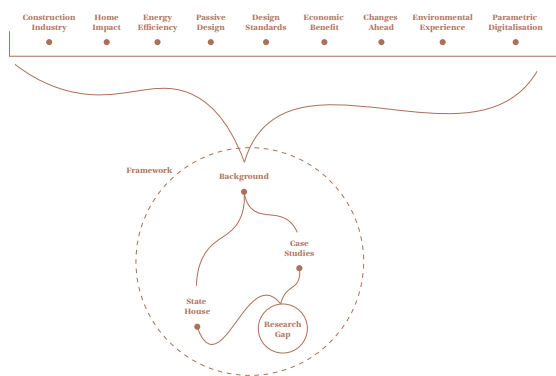 Construction Industry
Home Impact
Energy Efficiency
Passive Design
Design Standards
Economic Benefit
Changes Ahead
Environmental Experience
Parametric Digitalisation
Framework
Background
Case
Studies
State
House
Research
Gap